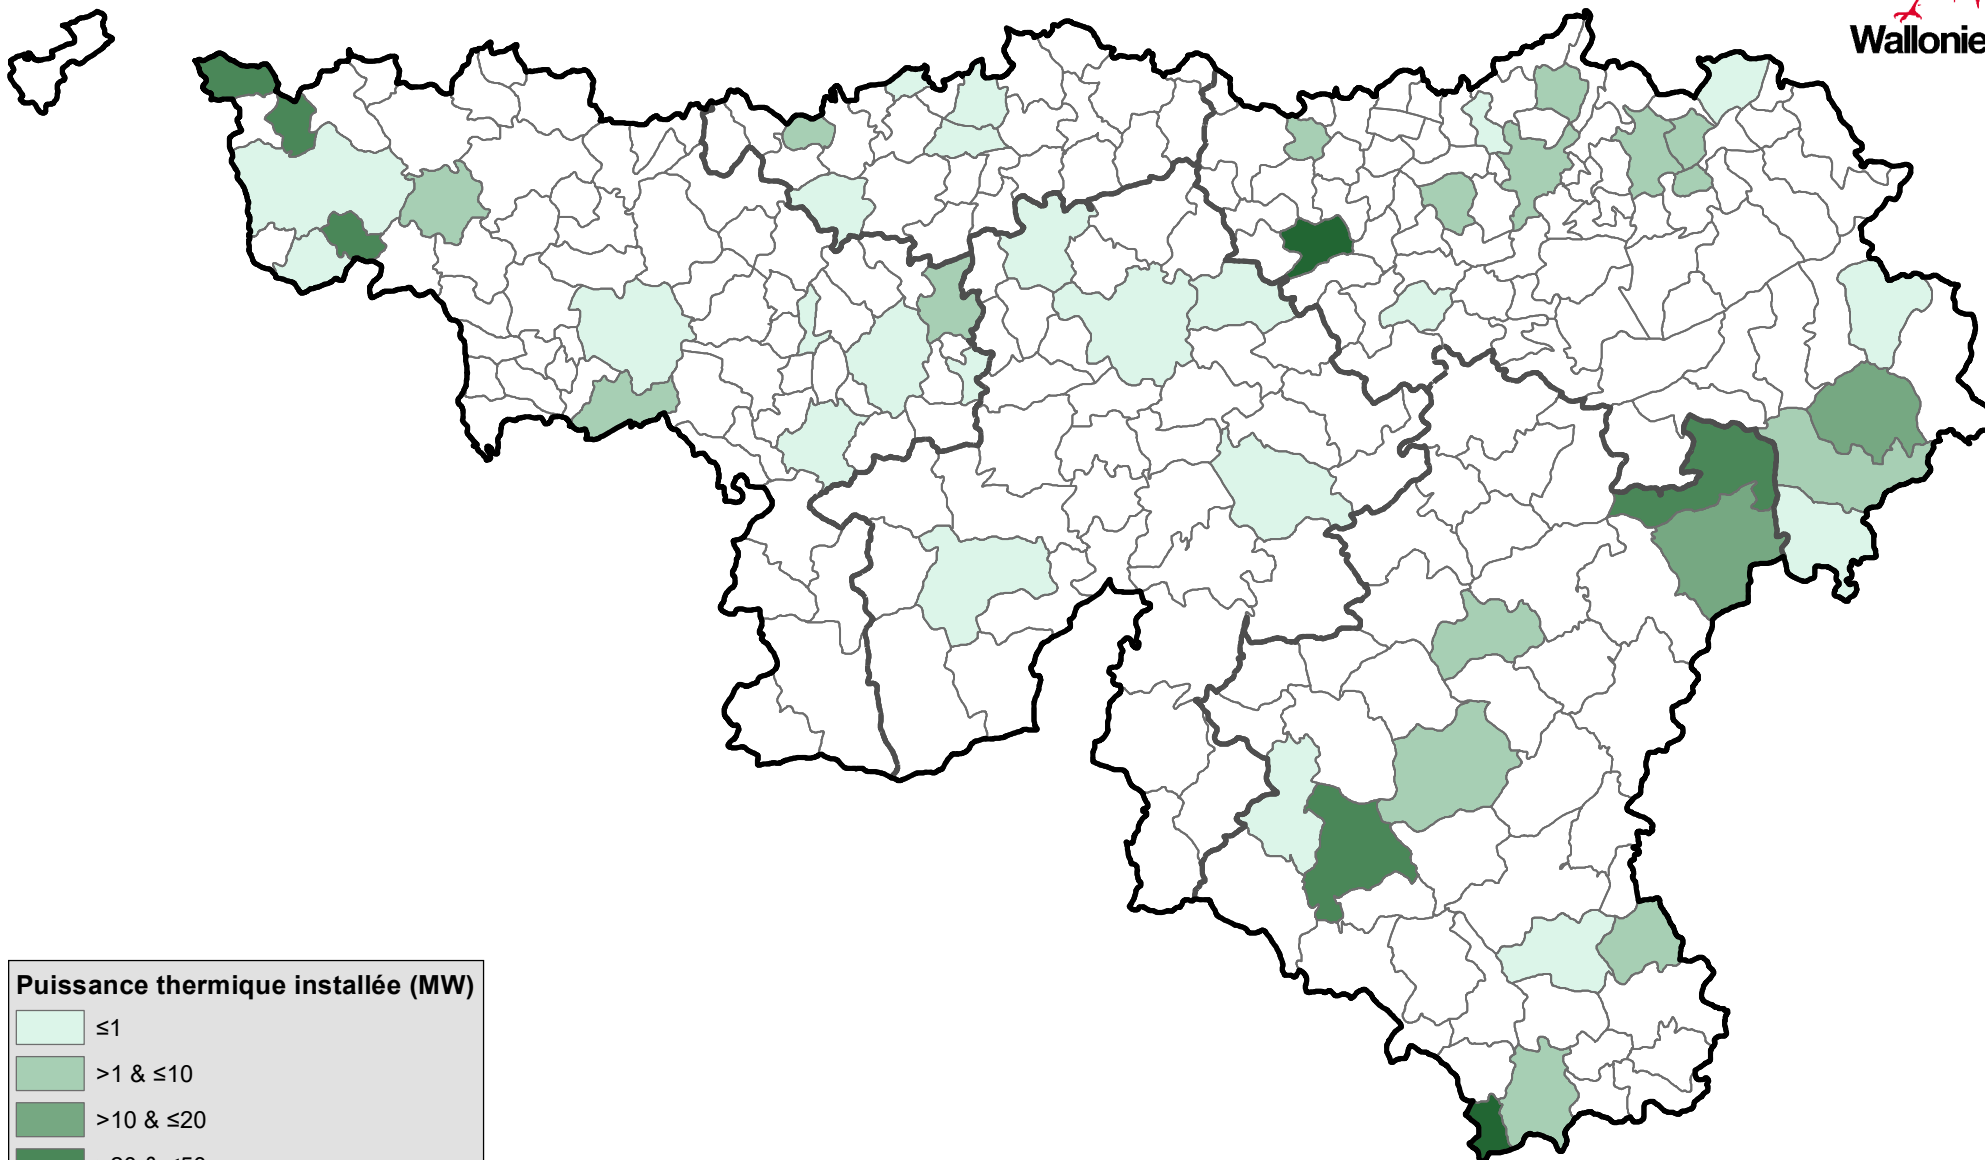 Wallonie
Puissance thermique installée (MW)
≤1
>1 & ≤10
>10 & ≤20